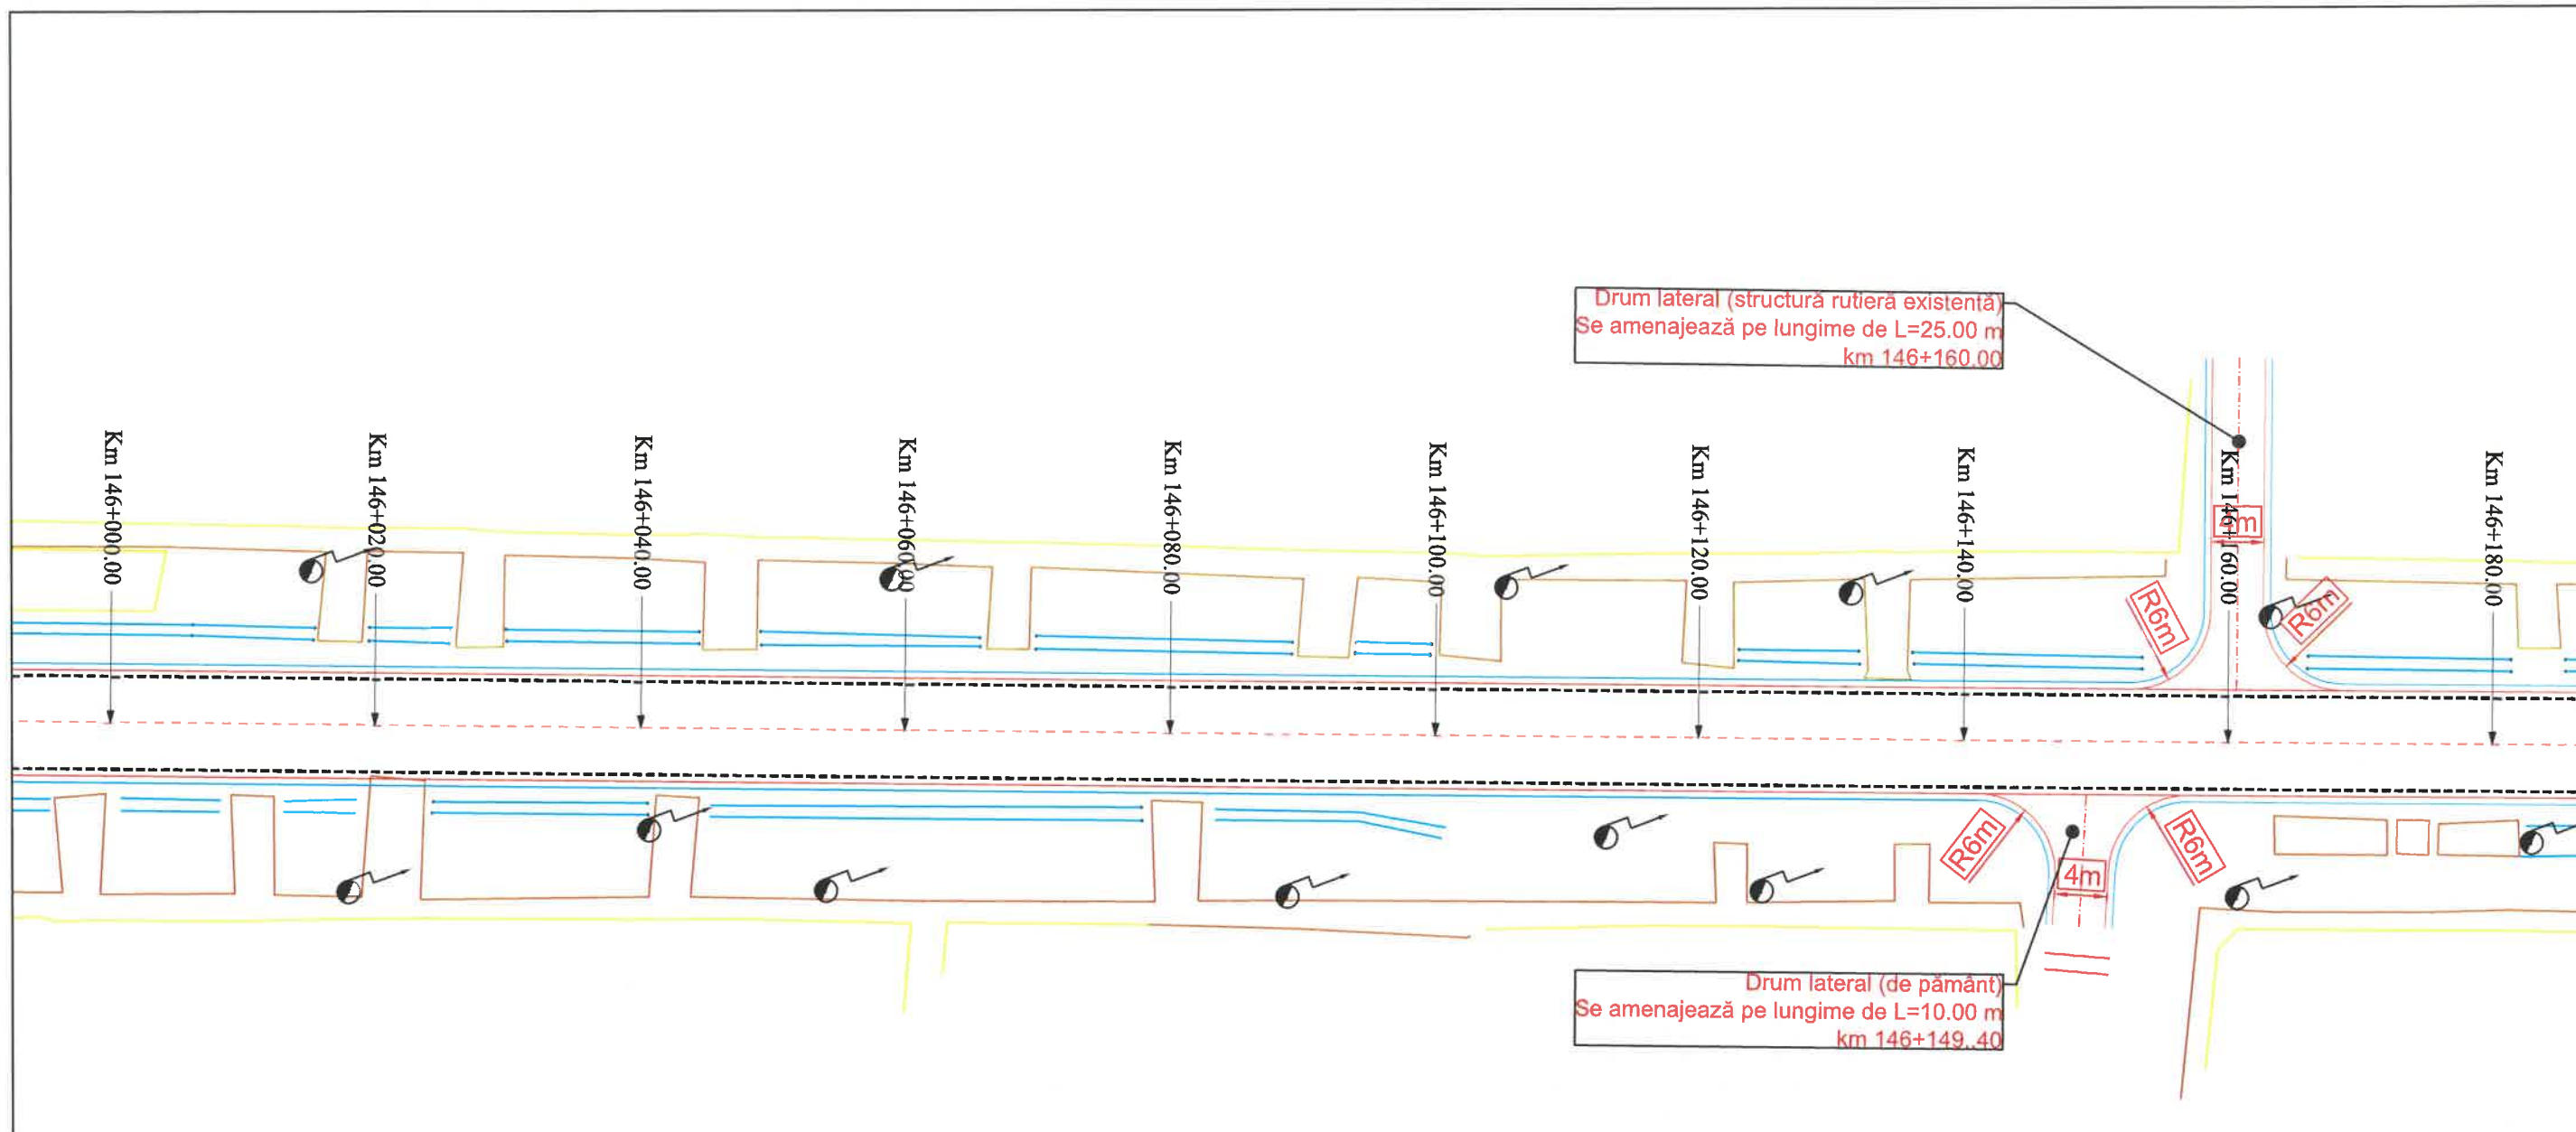 Drum lateral (structură rutieră existentă)
Se amenajează pe lungime de L=25.00 m
km 146+160.00
Km 146+000.00
Km 146+020.00
Km 146+040.00
Km 146+060.00
Km 146+080.00
Km 146+100.00
Km 146+120.00
Km 146+140.00
Km 146+160.00
Km 146+180.00
4m
R6m
R6m
R6m
4m
R6m
Drum lateral (de pământ)
Se amenajează pe lungime de L=10.00 m
km 146+149..40